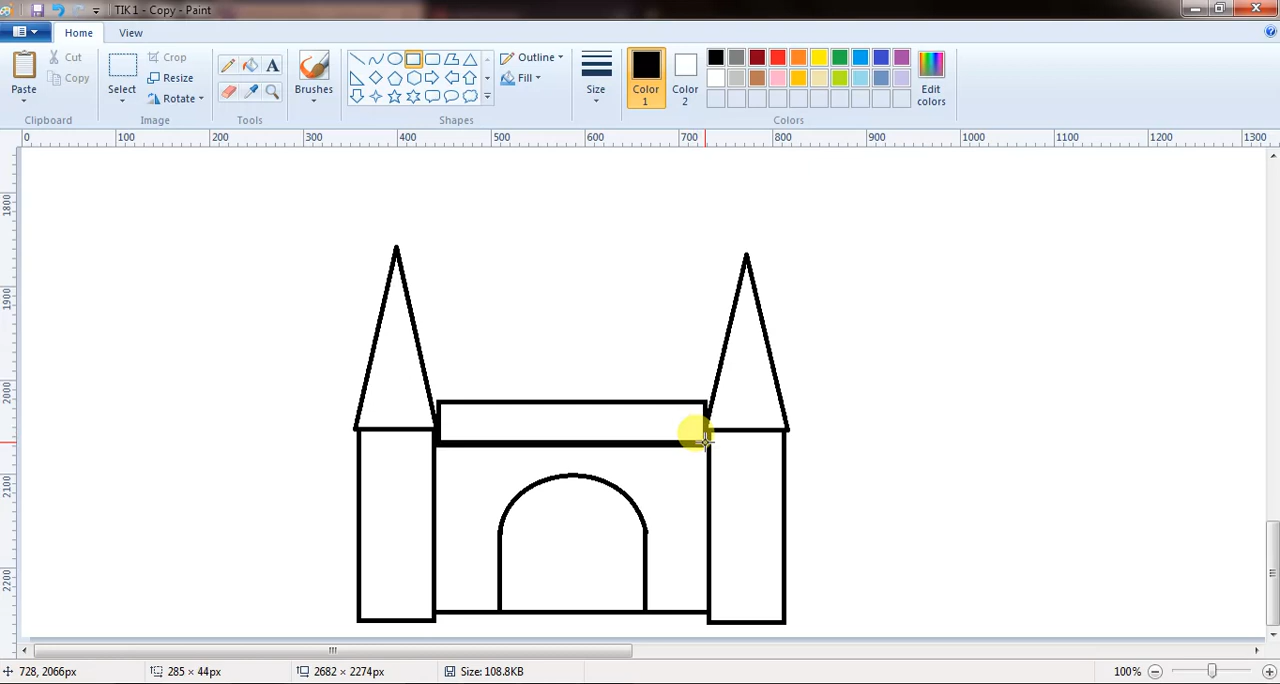 TIK 1 - Copy - Paint
Home View
Paste
Cut
Copy
Clipboard
Select
Crop
Resize
Rotate
Image
A
Tools
Brushes
Outline
Fill
Shapes
Size
Color 1
Color 2
Edit colors
Colors
0 100 200 300 400 500 600 700 800 900 1000 1100 1200 1300
1800
1900
2000
2100
2200
728, 2066px 285 × 44px 2682 × 2274px Size: 108.8KB 100%